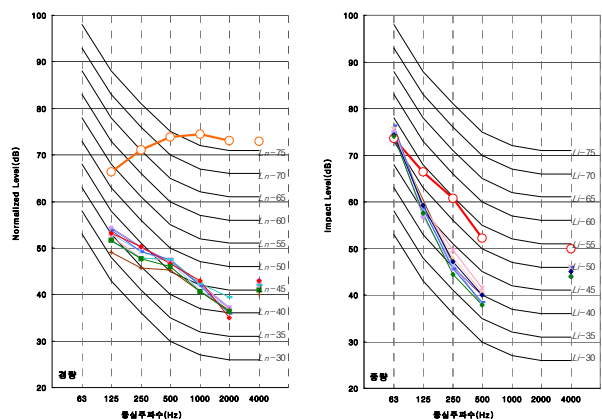 Normalized Level(dB)
100
90
80
70
60
50
40
30
20
Ln-75
Ln-70
Ln-65
Ln-60
Ln-55
Ln-50
Ln-45
Ln-40
Ln-35
Ln-30
경량
63 125 250 500 1000 2000 4000
중심주파수(Hz)
Impact Level(dB)
100
90
80
70
60
50
40
30
20
Li-75
Li-70
Li-65
Li-60
Li-55
Li-50
Li-45
Li-40
Li-35
Li-30
중량
63 125 250 500 1000 2000 4000
중심주파수(Hz)